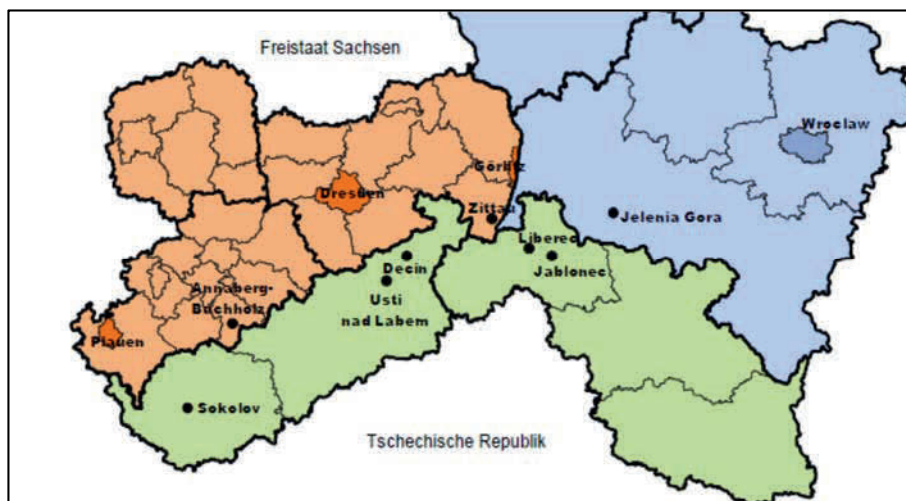 Freistaat Sachsen
Wroclaw
Görlitz
Dresden
Zittau
Jelenia Gora
Liberec
Decin
Jablonec
Annaberg-
Buchholz
Usti
nad Labem
Plauen
Sokolov
Tschechische Republik